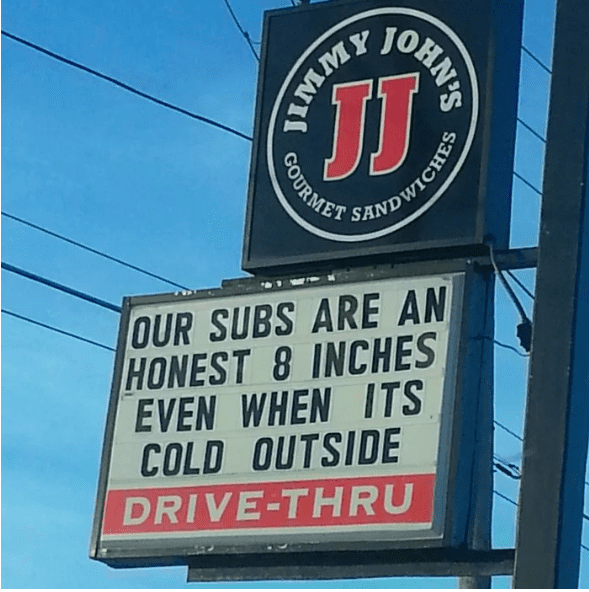 JIMMY JOHN'S
JJ
GOURMET SANDWICHES
OUR SUBS ARE AN
HONEST 8 INCHES
EVEN WHEN ITS
COLD OUTSIDE
DRIVE-THRU